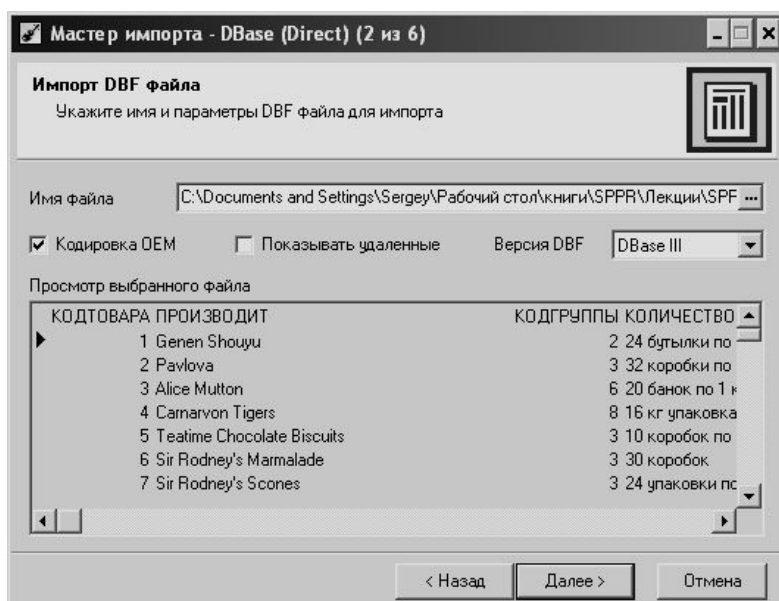 Мастер импорта - DBase (Direct) (2 из 6)
Импорт DBF файла
Укажите имя и параметры DBF файла для импорта
Имя файла C:\Documents and Settings\Sergey\Рабочий стол\книги\SPPR\Лекции\SPF ...
Кодировка OEM Показывать удаленные Версия DBF DBase III
Просмотр выбранного файла
КОДТОВАРА ПРОИЗВОДИТ КОДГРУППЫ КОЛИЧЕСТВО
1 Genen Shouyu 2 24 бутылки по
2 Pavlova 3 32 коробки по
3 Alice Mutton 6 20 банок по 1 к
4 Carnarvon Tigers 8 16 кг упаковка
5 Teatime Chocolate Biscuits 3 10 коробок по
6 Sir Rodney's Marmalade 3 30 коробок
7 Sir Rodney's Scones 3 24 упаковки по
< Назад Далее > Отмена